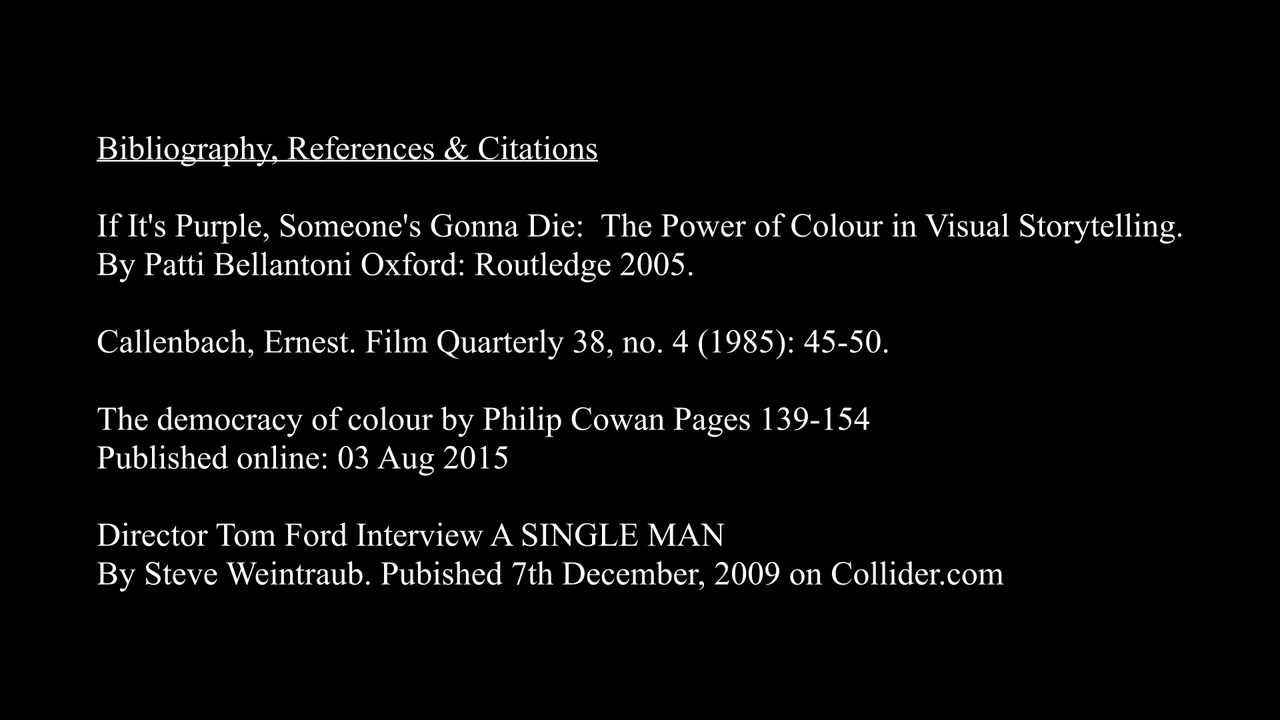 Bibliography, References & Citations
If It's Purple, Someone's Gonna Die:  The Power of Colour in Visual Storytelling.
By Patti Bellantoni Oxford: Routledge 2005.
Callenbach, Ernest. Film Quarterly 38, no. 4 (1985): 45-50.
The democracy of colour by Philip Cowan Pages 139-154
Published online: 03 Aug 2015
Director Tom Ford Interview A SINGLE MAN
By Steve Weintraub. Pubished 7th December, 2009 on Collider.com